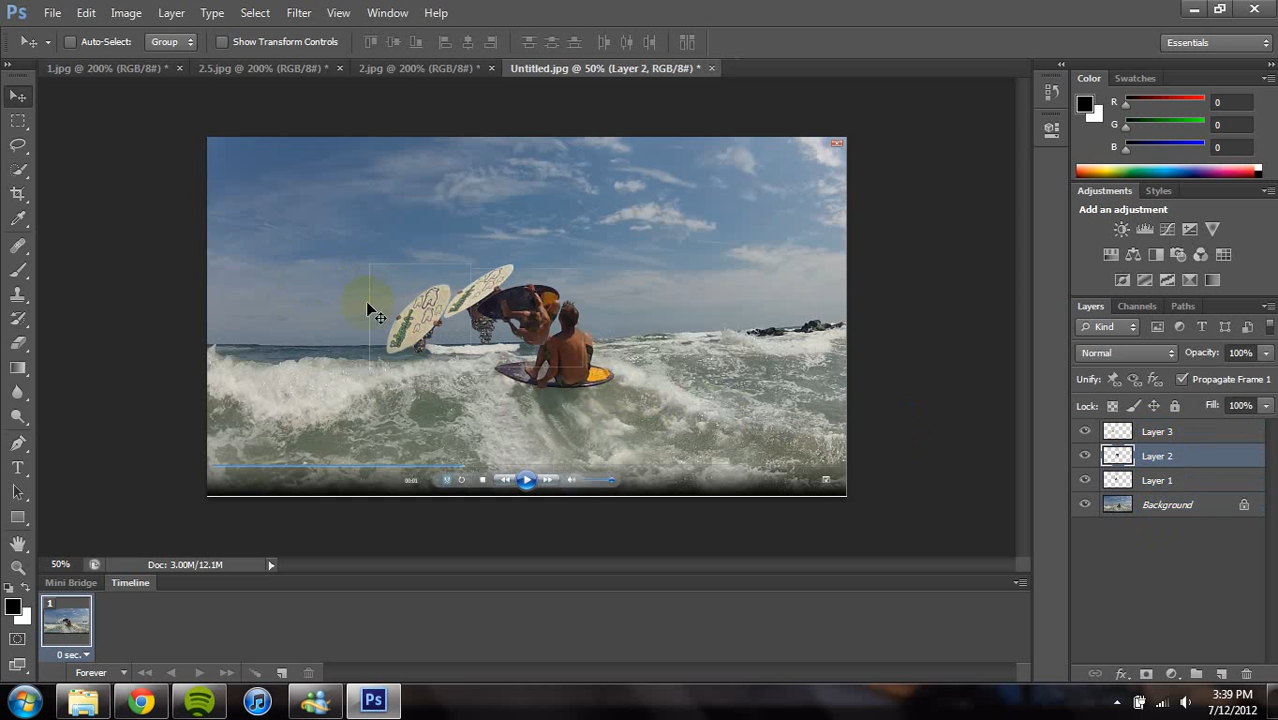 Ps File Edit Image Layer Type Select Filter View Window Help
Auto-Select: Group Show Transform Controls Essentials
1.jpg @ 200% (RGB/8#) * × 2.5.jpg @ 200% (RGB/8#) * × 2.jpg @ 200% (RGB/8#) * × Untitled.jpg @ 50% (Layer 2, RGB/8#) * ×
Color Swatches
R 0
G 0
B 0
Adjustments Styles
Add an adjustment
Layers Channels Paths
Kind
Normal Opacity: 100%
Unify: Propagate Frame 1
Lock: Fill: 100%
Layer 3
Layer 2
Layer 1
Background
00:01
50% Doc: 3.00M/12.1M
Mini Bridge Timeline
1
0 sec.
Forever
Ps
3:39 PM
7/12/2012